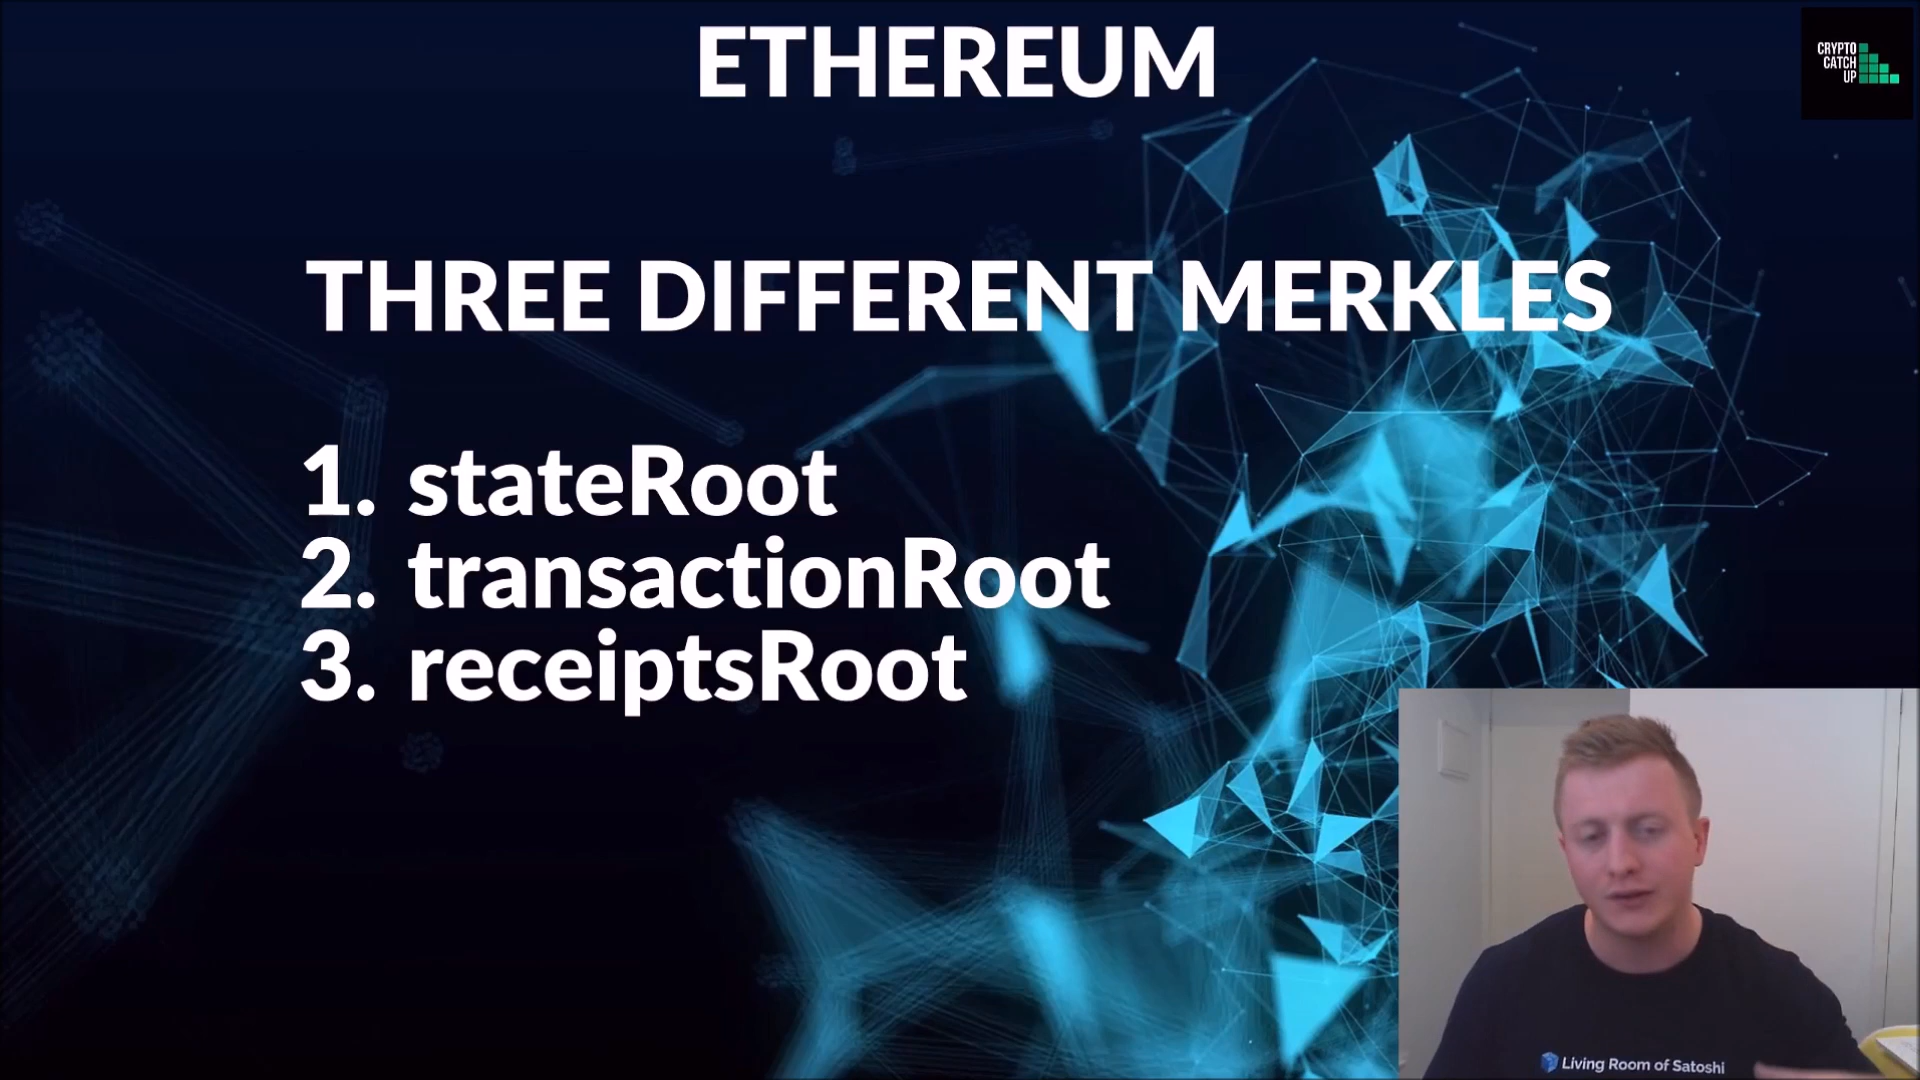 ETHEREUM
CRYPTO
CATCH
UP
THREE DIFFERENT MERKLES
1. stateRoot
2. transactionRoot
3. receiptsRoot
Living Room of Satoshi